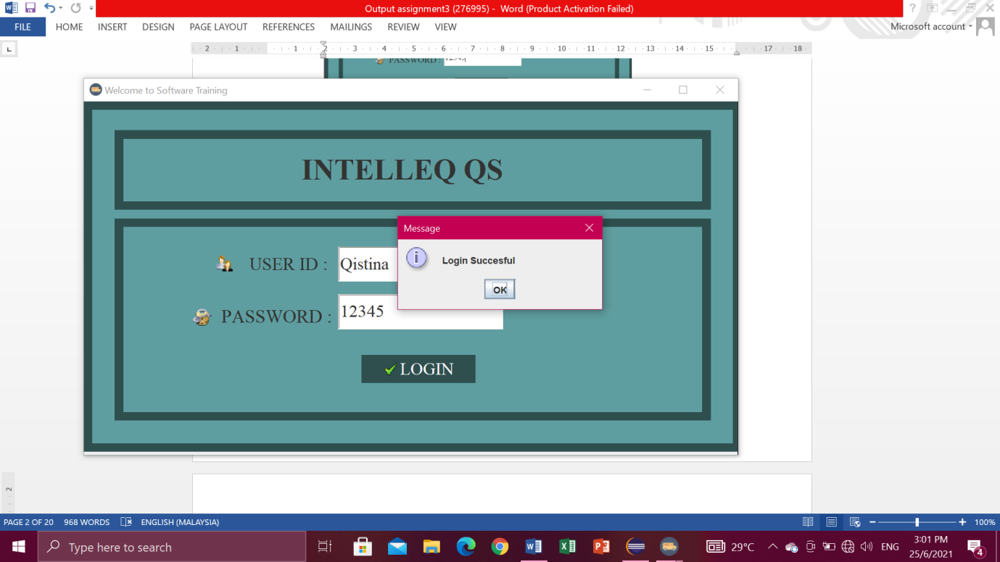 Output assignment3 (276995) - Word (Product Activation Failed)
?
FILE HOME INSERT DESIGN PAGE LAYOUT REFERENCES MAILINGS REVIEW VIEW
Microsoft account
2 1 1 2 3 4 5 6 7 8 9 10 11 12 13 14 15 17 18
PASSWORD :
Welcome to Software Training
INTELLEQ QS
Message
Login Succesful
OK
USER ID : Qistina
PASSWORD : 12345
LOGIN
2
PAGE 2 OF 20 968 WORDS ENGLISH (MALAYSIA)
100%
Type here to search
29°C
ENG
3:01 PM
25/6/2021
4